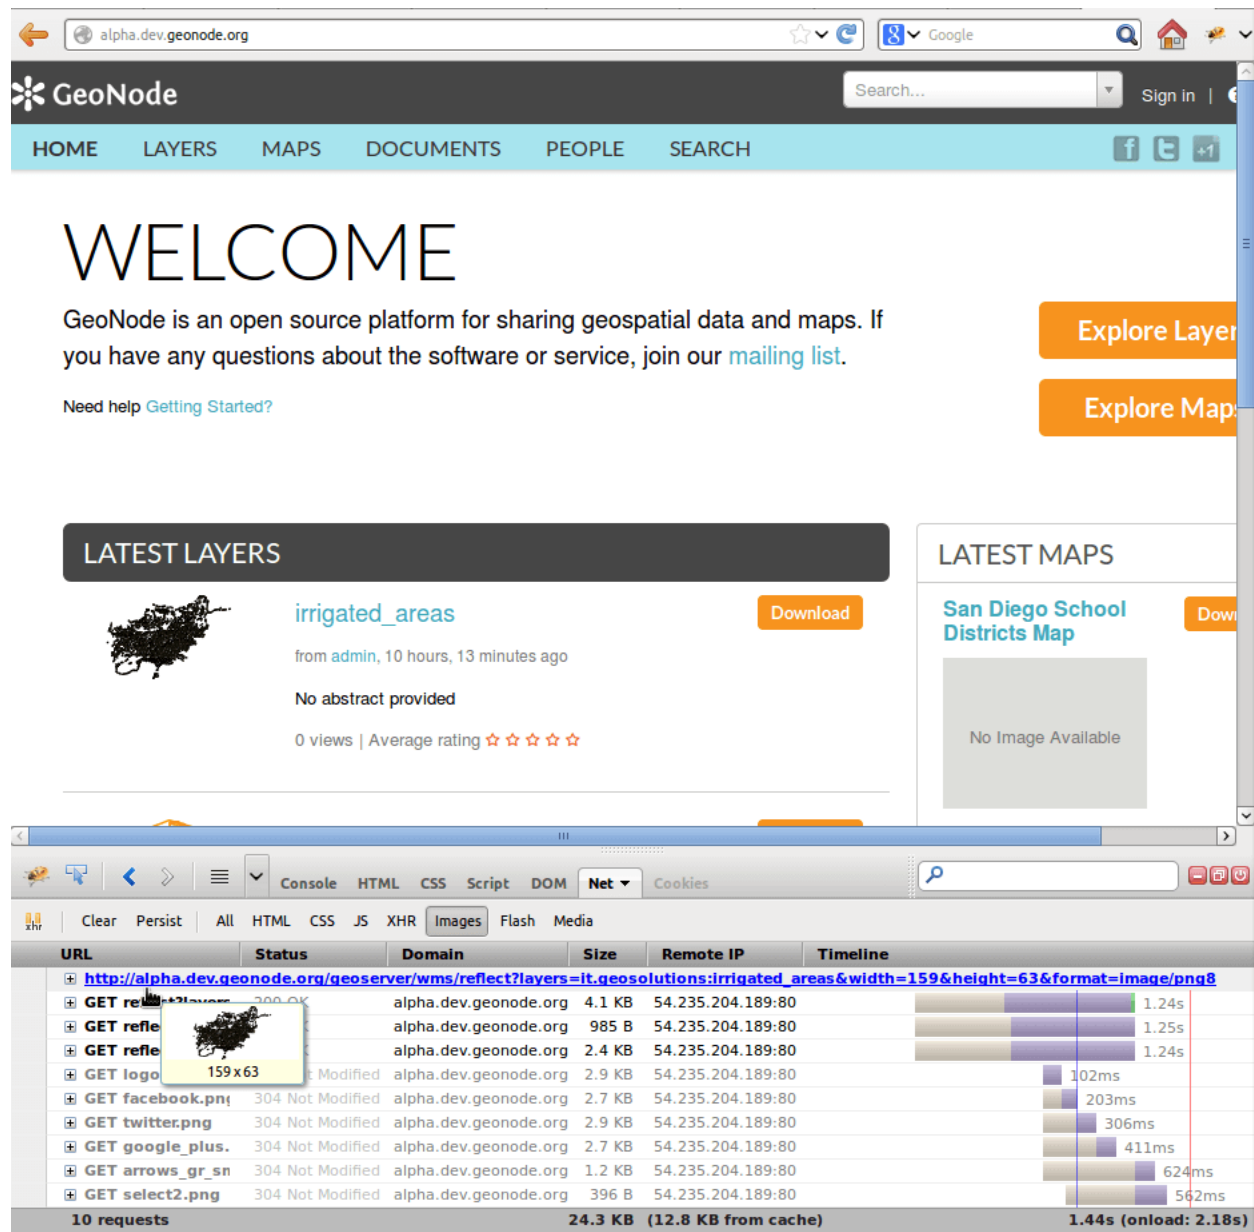 alpha.dev.geonode.org
Google
GeoNode
Search...
Sign in |
HOME LAYERS MAPS DOCUMENTS PEOPLE SEARCH
f t +1
WELCOME
GeoNode is an open source platform for sharing geospatial data and maps. If
you have any questions about the software or service, join our mailing list.
Need help Getting Started?
Explore Layer
Explore Maps
LATEST LAYERS
irrigated_areas
Download
from admin, 10 hours, 13 minutes ago
No abstract provided
0 views | Average rating
LATEST MAPS
San Diego School
Districts Map
Down
No Image Available
Console HTML CSS Script DOM Net Cookies
xhr Clear Persist All HTML CSS JS XHR Images Flash Media
URL Status Domain Size Remote IP Timeline
http://alpha.dev.geonode.org/geoserver/wms/reflect?layers=it.geosolutions:irrigated_areas&width=159&height=63&format=image/png8
GET 200 OK alpha.dev.geonode.org 4.1 KB 54.235.204.189:80 1.24s
GET refle alpha.dev.geonode.org 985 B 54.235.204.189:80 1.25s
GET refle alpha.dev.geonode.org 2.4 KB 54.235.204.189:80 1.24s
159 x 63
GET logo t Modified alpha.dev.geonode.org 2.9 KB 54.235.204.189:80 102ms
GET facebook.png 304 Not Modified alpha.dev.geonode.org 2.7 KB 54.235.204.189:80 203ms
GET twitter.png 304 Not Modified alpha.dev.geonode.org 2.9 KB 54.235.204.189:80 306ms
GET google_plus. 304 Not Modified alpha.dev.geonode.org 2.7 KB 54.235.204.189:80 411ms
GET arrows_gr_sn 304 Not Modified alpha.dev.geonode.org 1.2 KB 54.235.204.189:80 624ms
GET select2.png 304 Not Modified alpha.dev.geonode.org 396 B 54.235.204.189:80 562ms
10 requests 24.3 KB (12.8 KB from cache) 1.44s (onload: 2.18s)